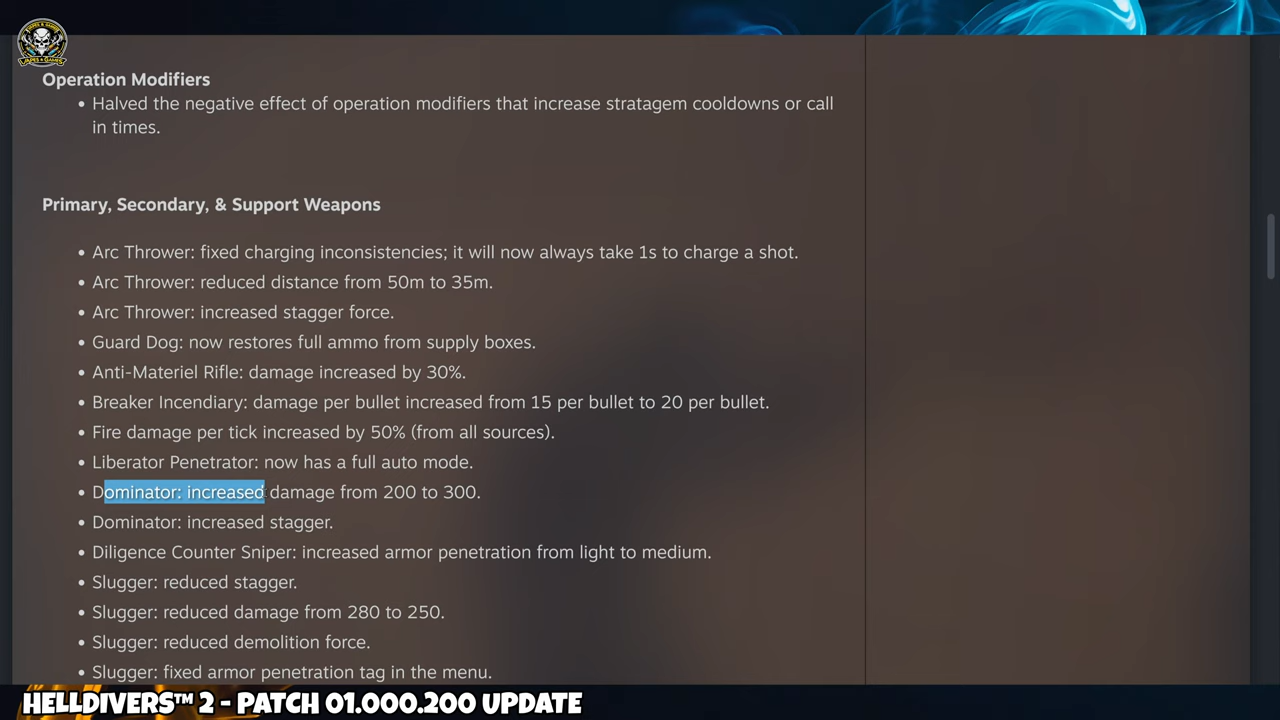 JAPES & GAMES
Operation Modifiers
• Halved the negative effect of operation modifiers that increase stratagem cooldowns or call
in times.
Primary, Secondary, & Support Weapons
• Arc Thrower: fixed charging inconsistencies; it will now always take 1s to charge a shot.
• Arc Thrower: reduced distance from 50m to 35m.
• Arc Thrower: increased stagger force.
• Guard Dog: now restores full ammo from supply boxes.
• Anti-Materiel Rifle: damage increased by 30%.
• Breaker Incendiary: damage per bullet increased from 15 per bullet to 20 per bullet.
• Fire damage per tick increased by 50% (from all sources).
• Liberator Penetrator: now has a full auto mode.
• Dominator: increased damage from 200 to 300.
• Dominator: increased stagger.
• Diligence Counter Sniper: increased armor penetration from light to medium.
• Slugger: reduced stagger.
• Slugger: reduced damage from 280 to 250.
• Slugger: reduced demolition force.
• Slugger: fixed armor penetration tag in the menu.
HELLDIVERS™ 2 - PATCH 01.000.200 UPDATE